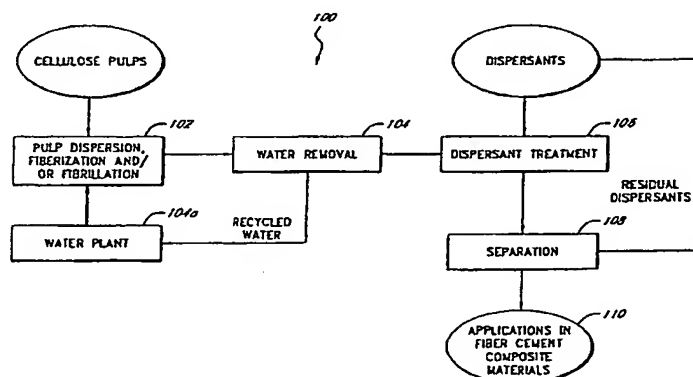 100
CELLULOSE PULPS
DISPERSANTS
102
104
106
PULP DISPERSION,
FIBERIZATION AND/
OR FIBRILLATION
WATER REMOVAL
DISPERSANT TREATMENT
104a
RESIDUAL
DISPERSANTS
RECYCLED
WATER
108
WATER PLANT
SEPARATION
110
APPLICATIONS IN
FIBER CEMENT
COMPOSITE
MATERIALS